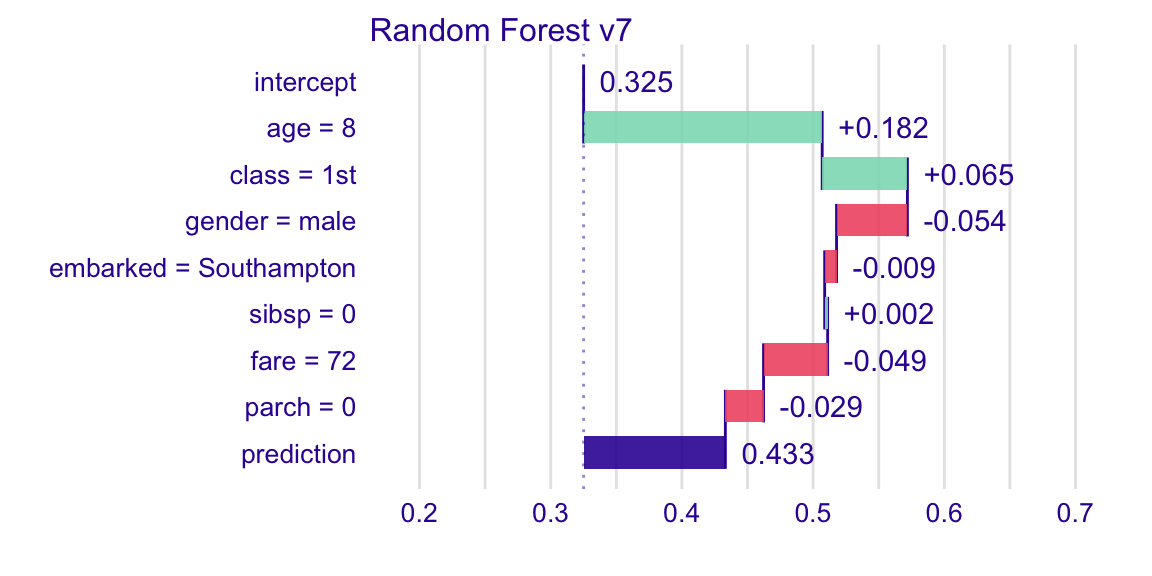 Random Forest v7
intercept 0.325
age = 8 +0.182
class = 1st +0.065
gender = male -0.054
embarked = Southampton -0.009
sibsp = 0 +0.002
fare = 72 -0.049
parch = 0 -0.029
prediction 0.433
0.2 0.3 0.4 0.5 0.6 0.7